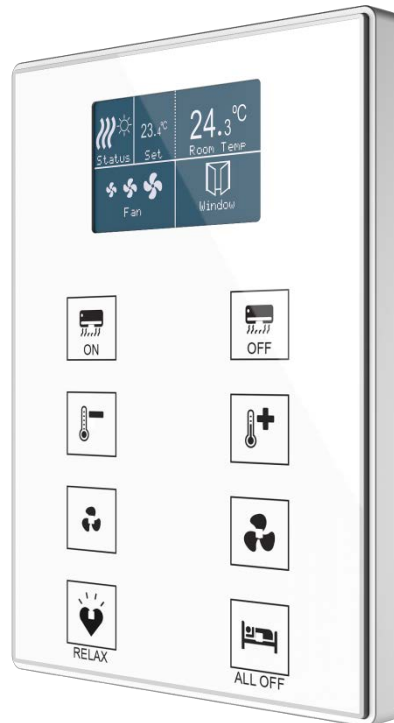 23.4°C
24.3°C
Status
Set
Room Temp
Fan
Window
ON
OFF
RELAX
ALL OFF